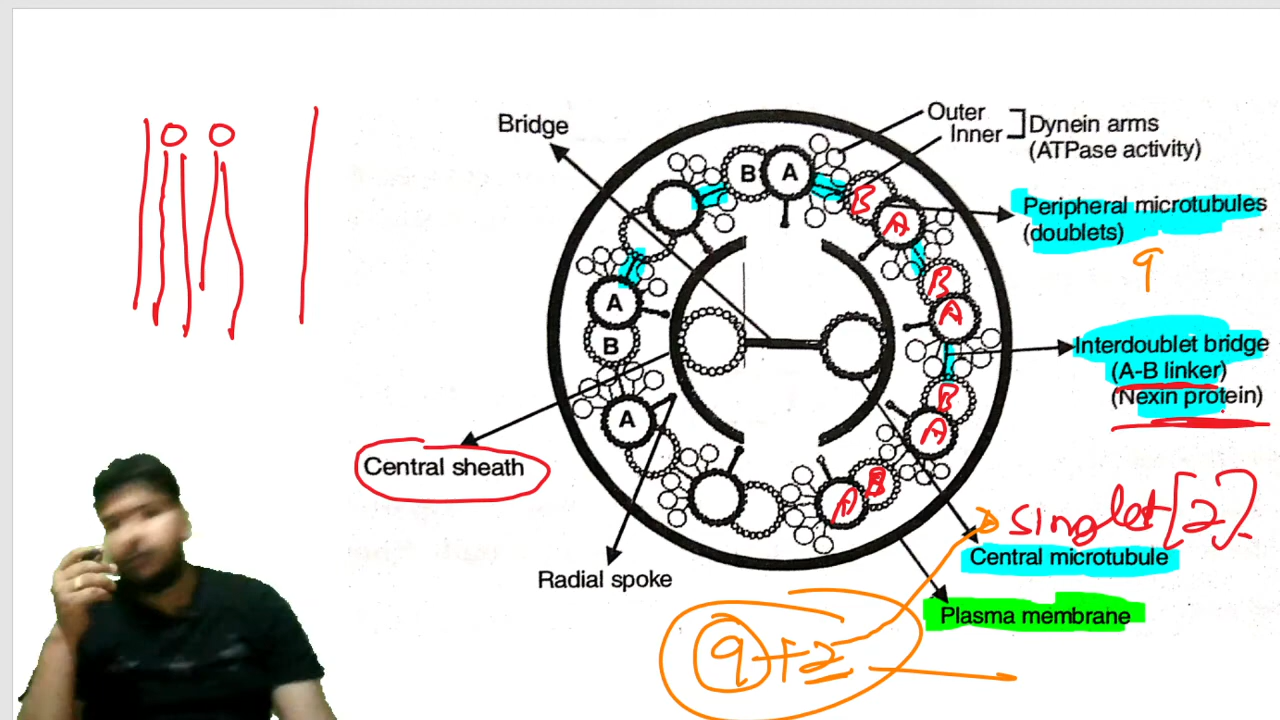 Bridge
Outer
Inner
Dynein arms
(ATPase activity)
B A
B
A
Peripheral microtubules
(doublets)
9
B
A
A
B
Interdoublet bridge
(A-B linker)
(Nexin protein)
B
A
A
B
A
Central sheath
singlet [2].
Central microtubule
Radial spoke
Plasma membrane
9+2